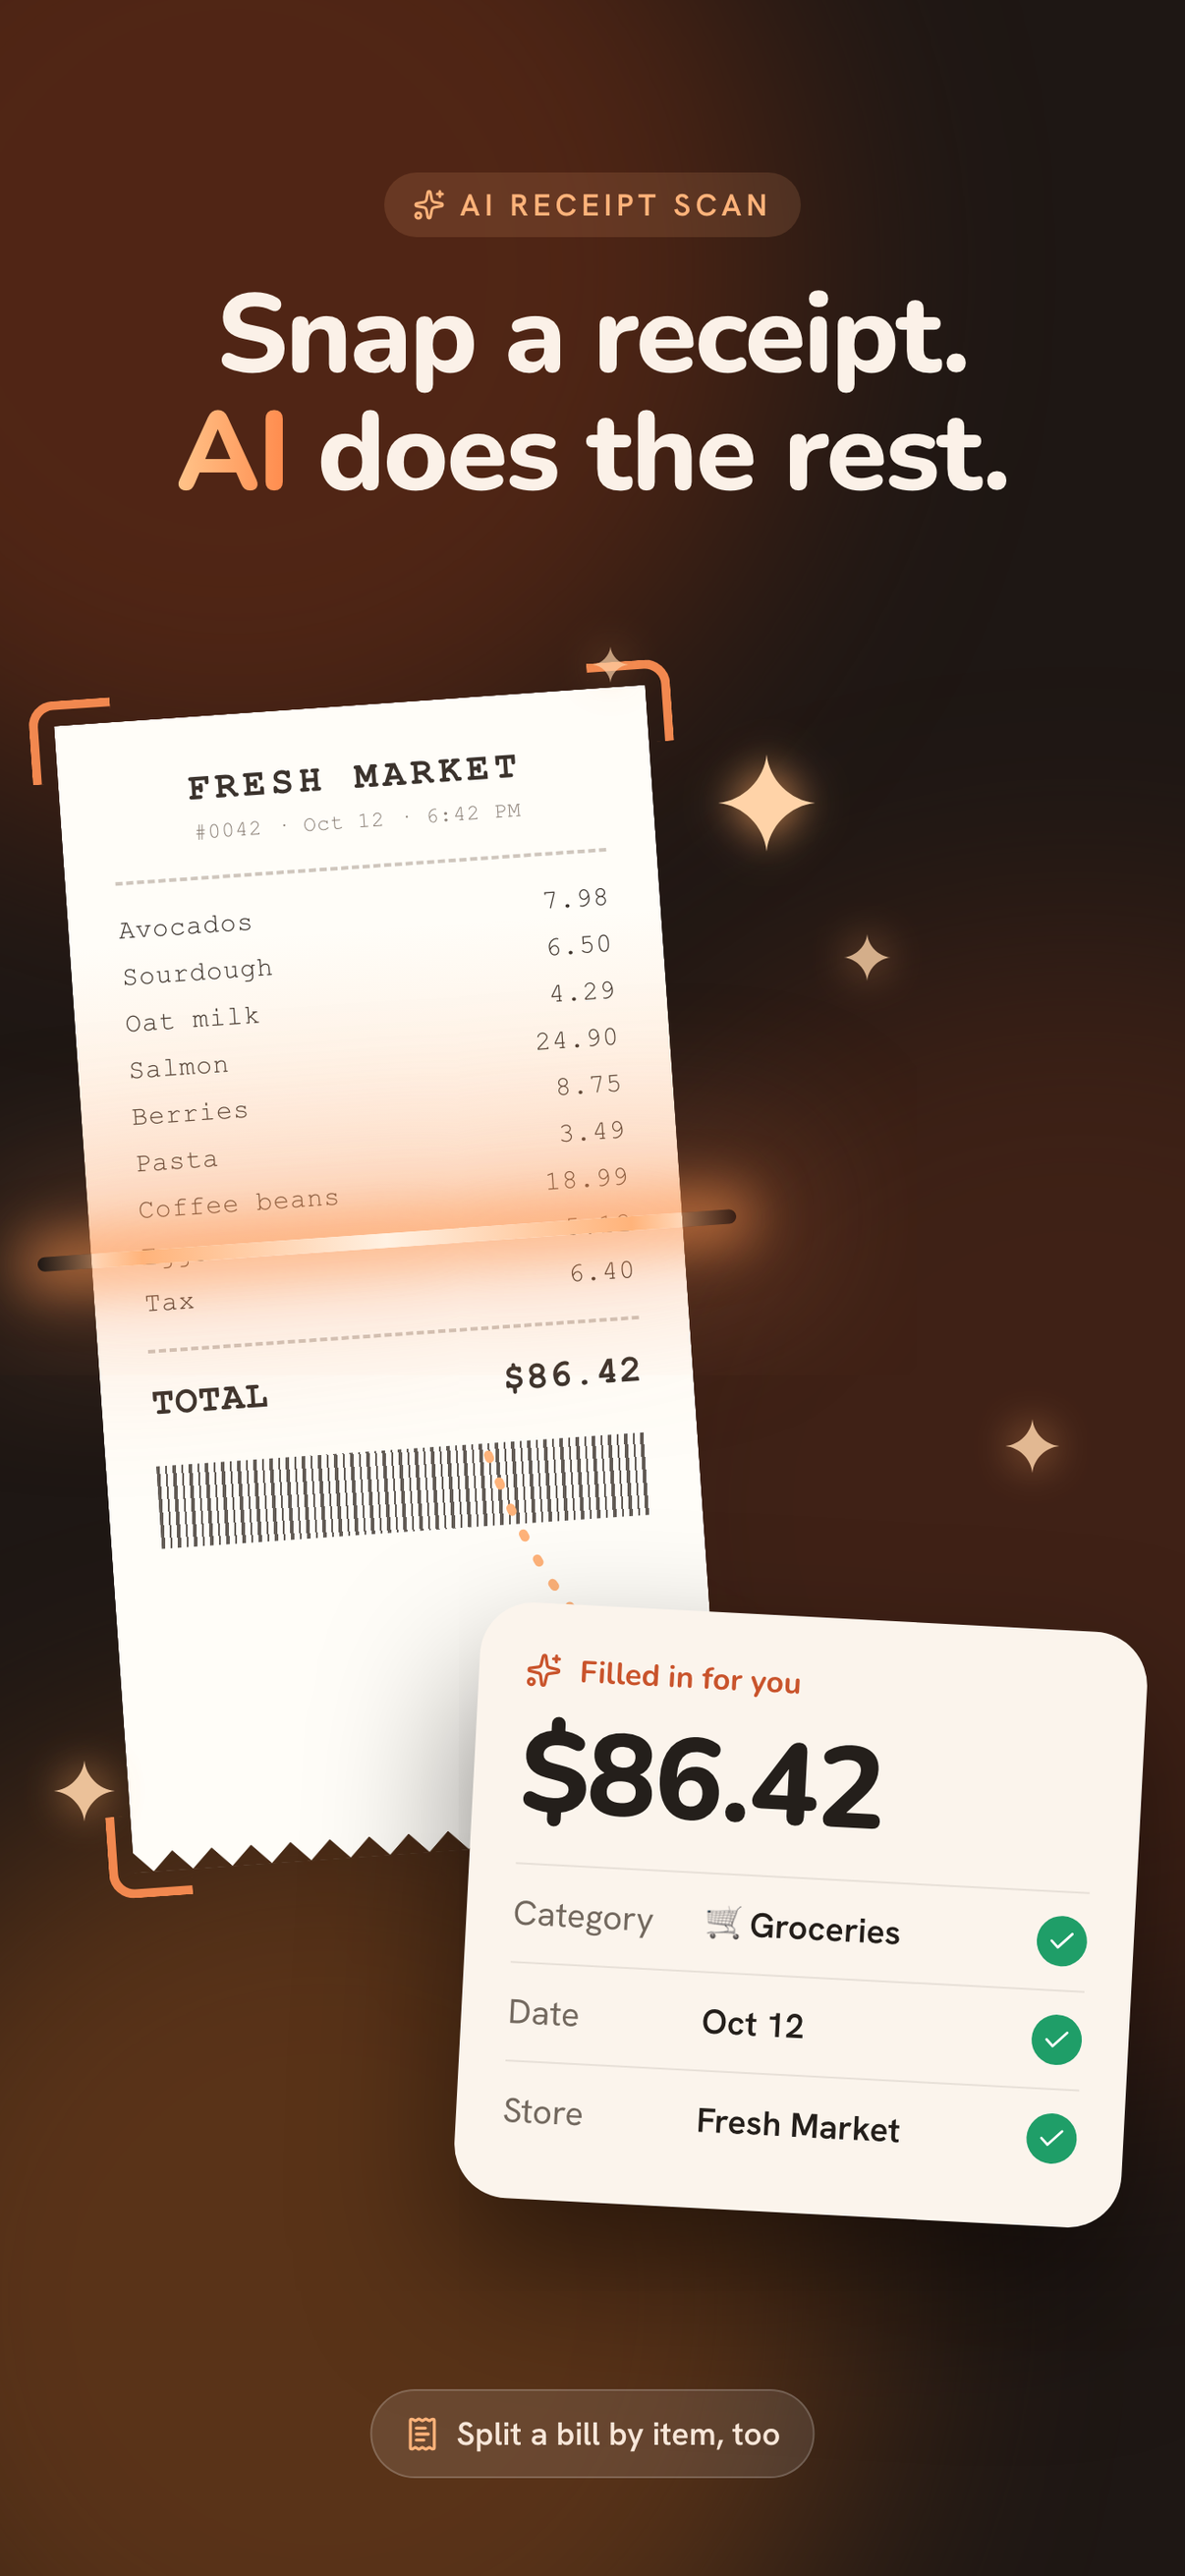 AI RECEIPT SCAN
Snap a receipt.
AI does the rest.
FRESH MARKET
#0042 · Oct 12 · 6:42 PM
Avocados 7.98
Sourdough 6.50
Oat milk 4.29
Salmon 24.90
Berries 8.75
Pasta 3.49
Coffee beans 18.99
Tax 6.40
TOTAL $86.42
Filled in for you
$86.42
Category Groceries
Date Oct 12
Store Fresh Market
Split a bill by item, too